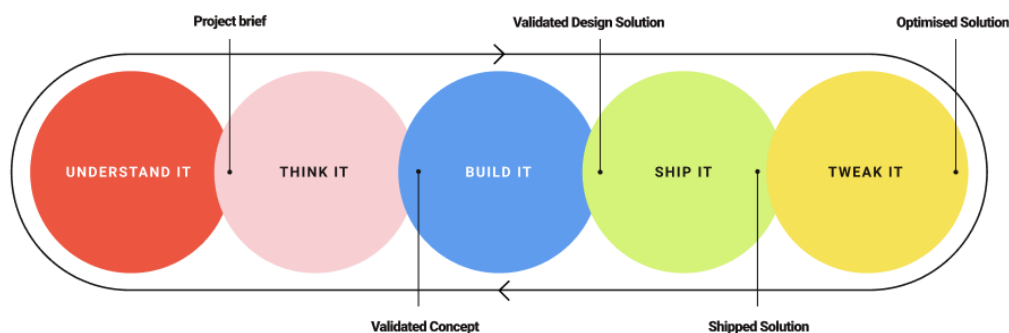 Project brief
Validated Design Solution
Optimised Solution
UNDERSTAND IT
THINK IT
BUILD IT
SHIP IT
TWEAK IT
Validated Concept
Shipped Solution